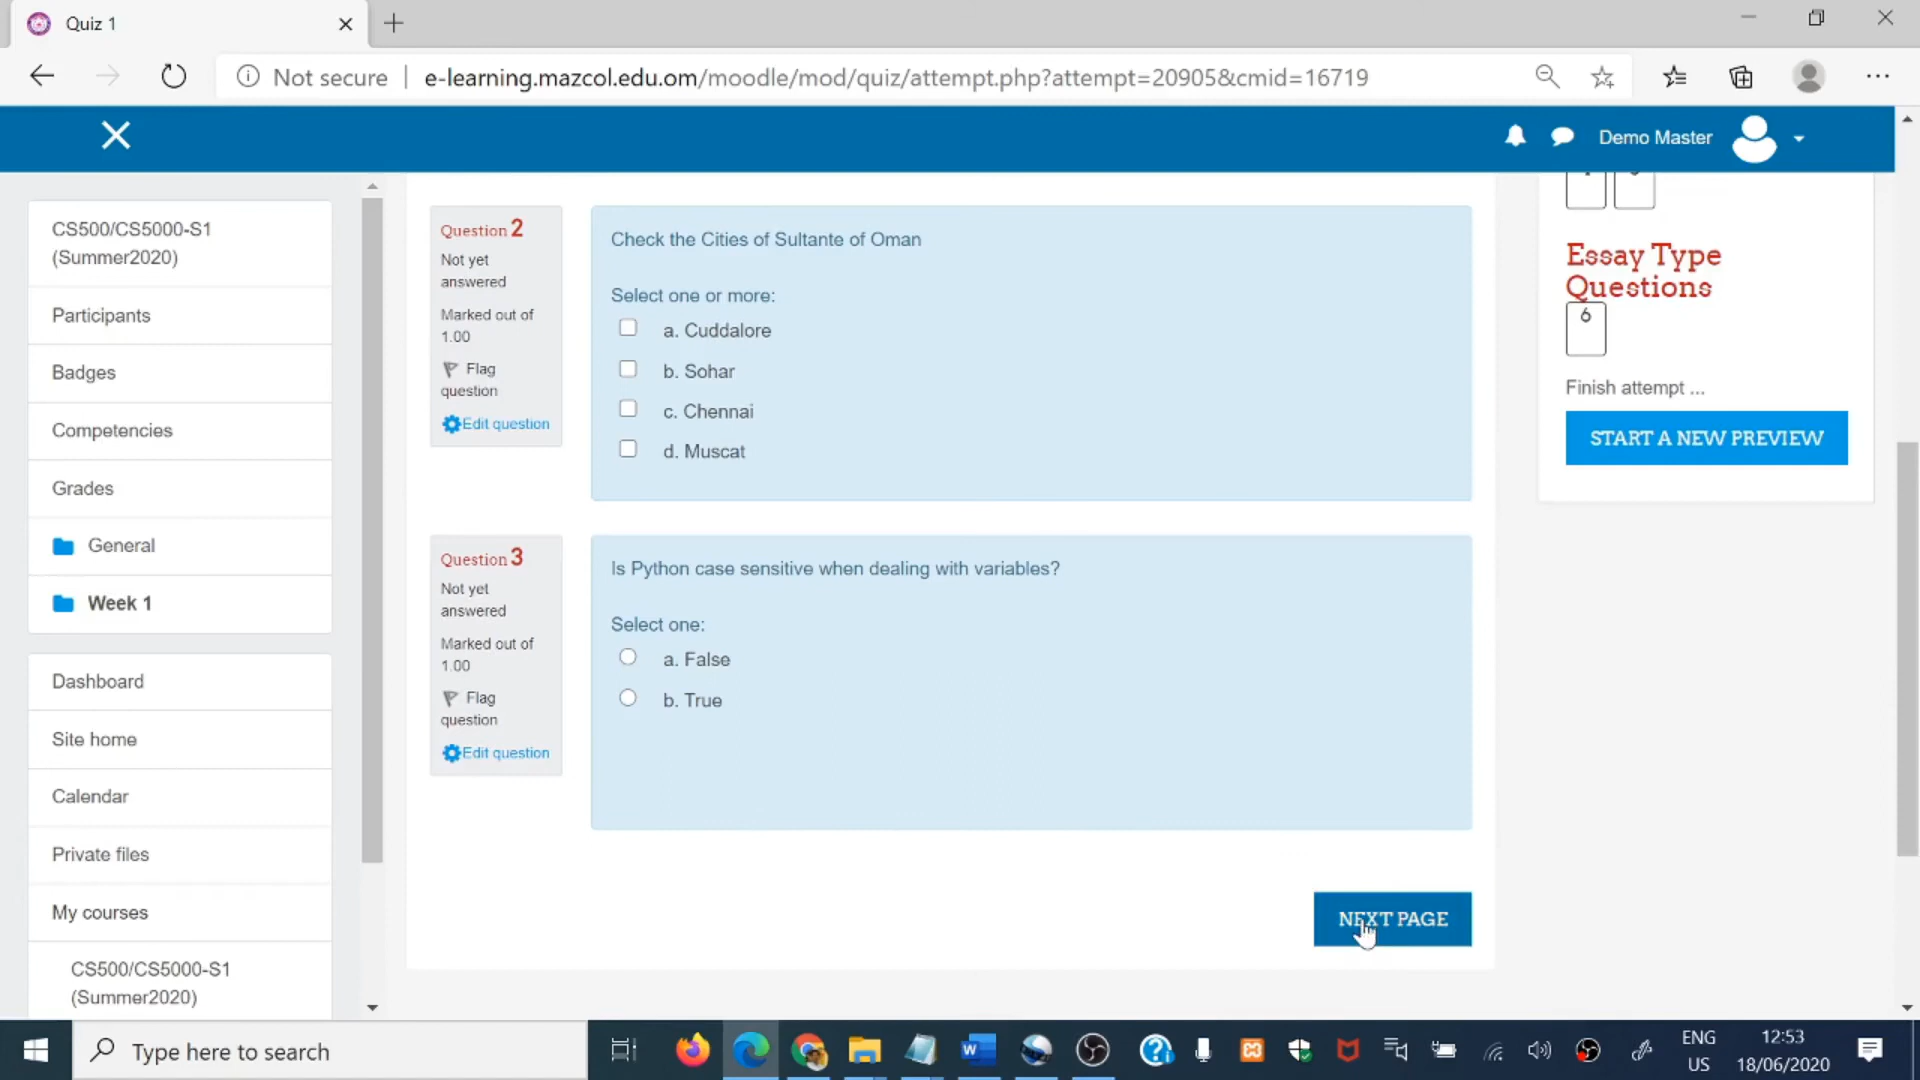 Quiz 1
Not secure
e-learning.mazcol.edu.om/moodle/mod/quiz/attempt.php?attempt=20905&cmid=16719
Demo Master
CS500/CS5000-S1
(Summer2020)
Participants
Badges
Competencies
Grades
General
Week 1
Dashboard
Site home
Calendar
Private files
My courses
CS500/CS5000-S1
(Summer2020)
Question 2
Not yet
answered
Marked out of
1.00
Flag
question
Edit question
Check the Cities of Sultante of Oman
Select one or more:
a. Cuddalore
b. Sohar
c. Chennai
d. Muscat
Question 3
Not yet
answered
Marked out of
1.00
Flag
question
Edit question
Is Python case sensitive when dealing with variables?
Select one:
a. False
b. True
NEXT PAGE
Essay Type
Questions
6
Finish attempt ...
START A NEW PREVIEW
Type here to search
ENG
US
12:53
18/06/2020